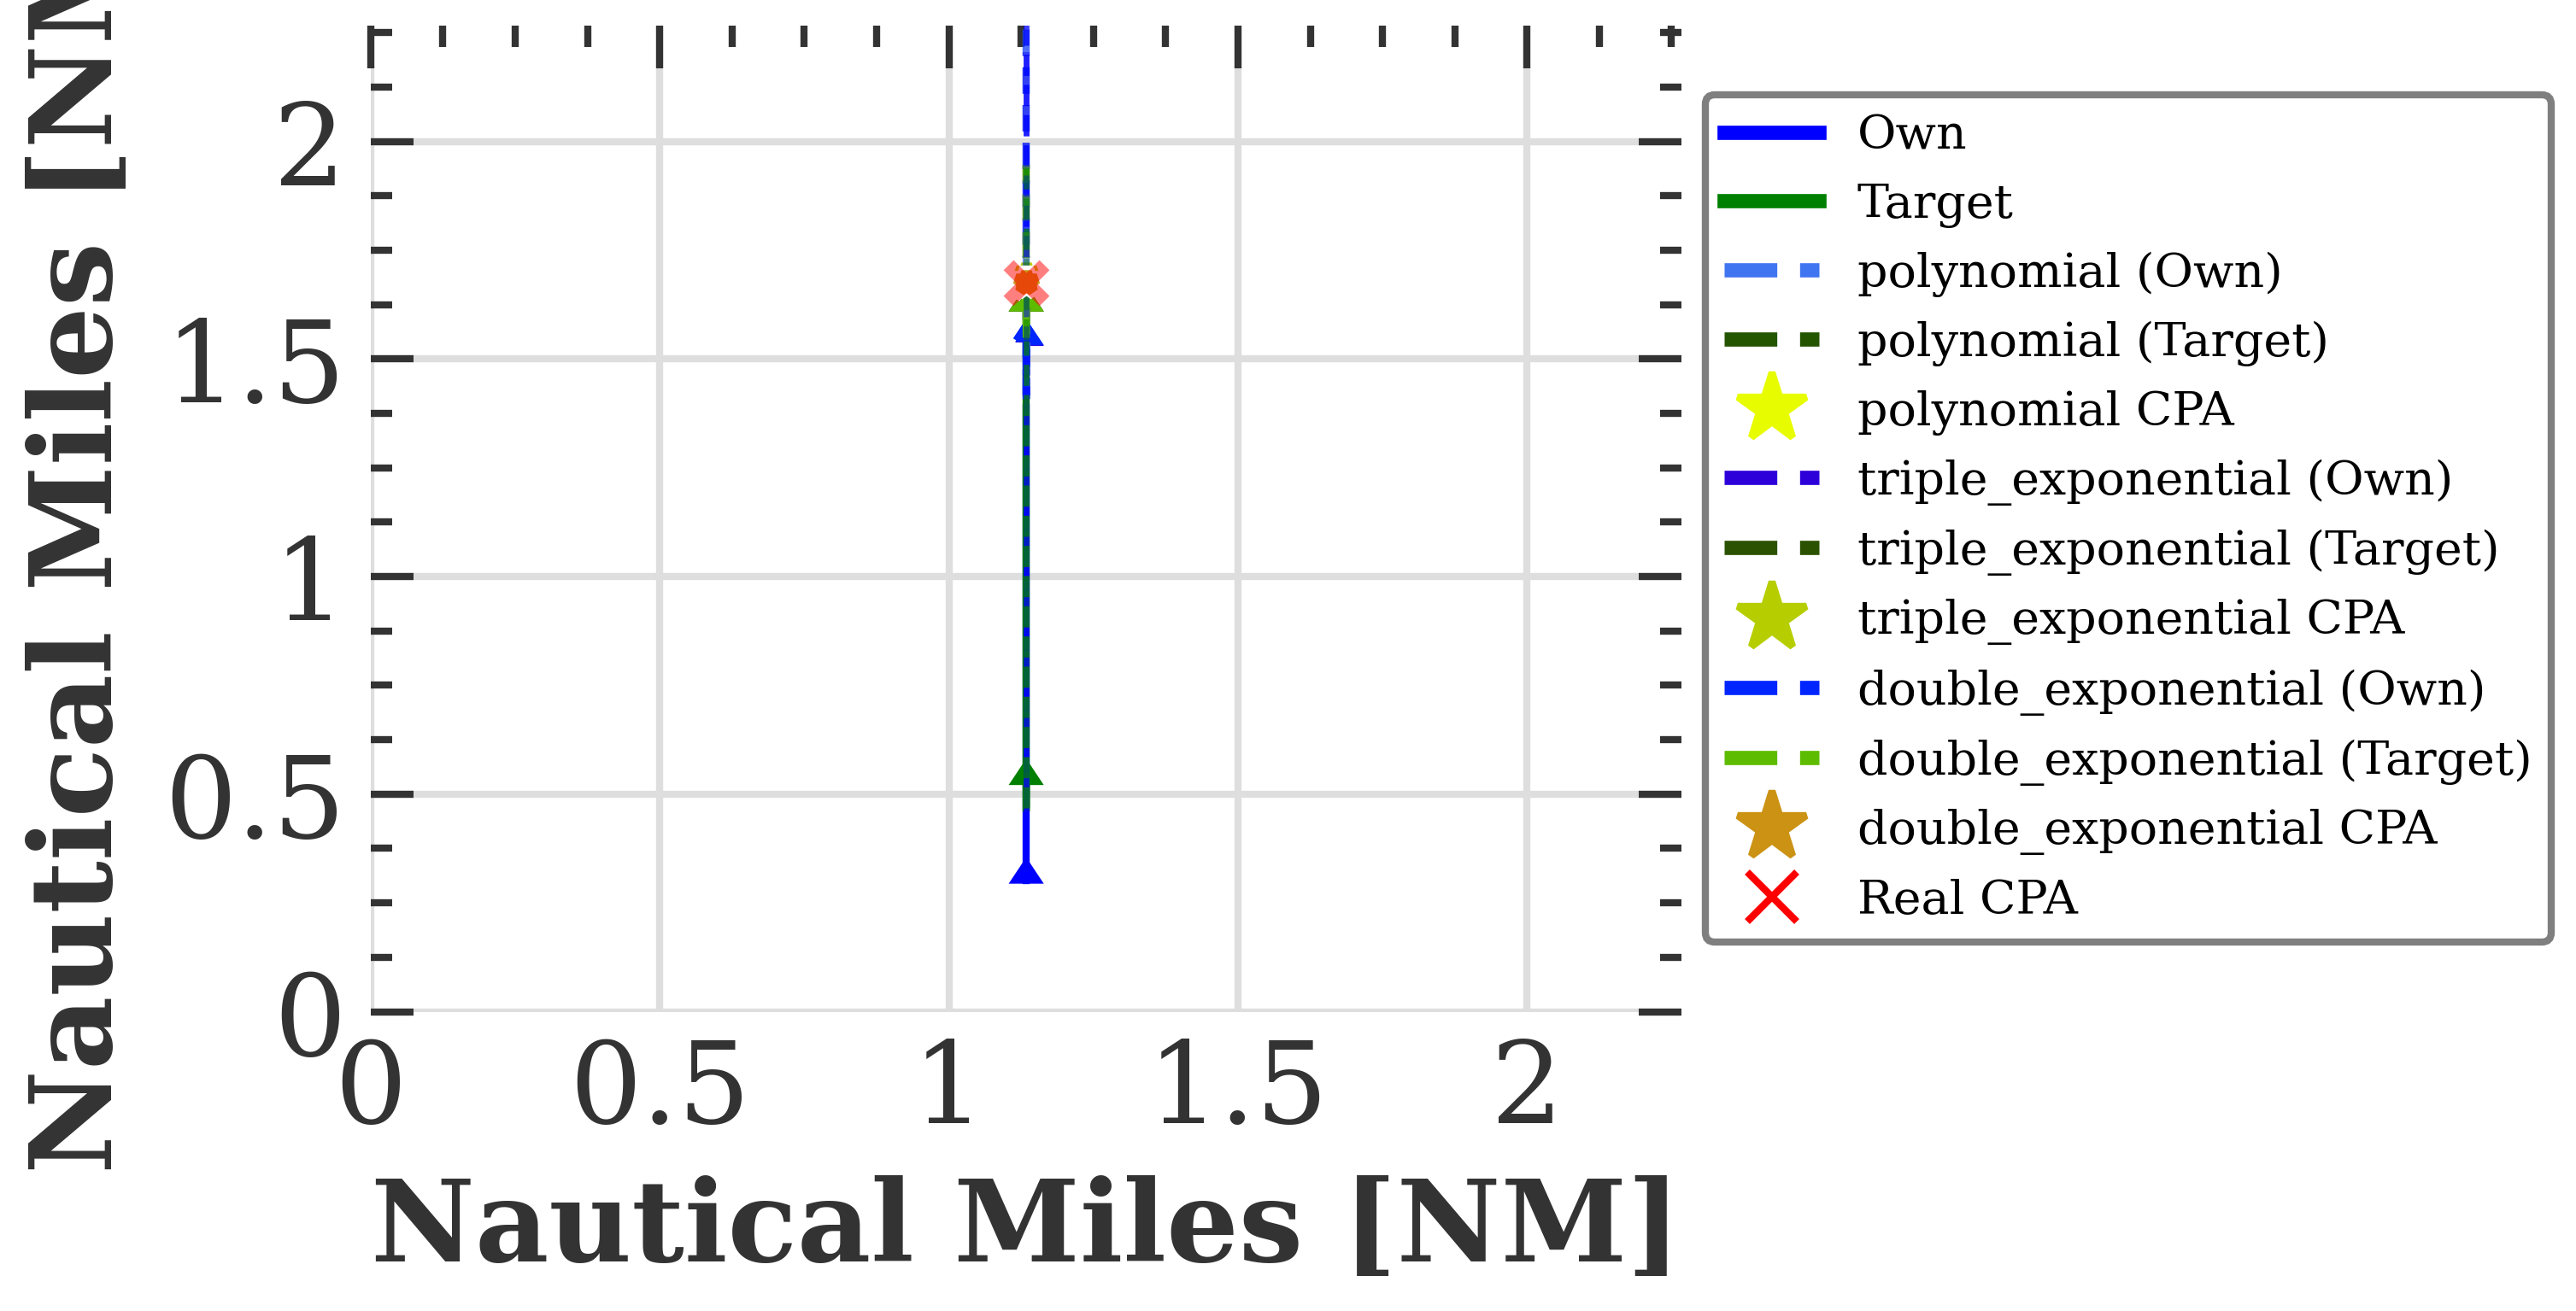 Nautical Miles [NM
2
1.5
1
0.5
0
0 0.5 1 1.5 2
Nautical Miles [NM]
Own
Target
polynomial (Own)
polynomial (Target)
polynomial CPA
triple_exponential (Own)
triple_exponential (Target)
triple_exponential CPA
double_exponential (Own)
double_exponential (Target)
double_exponential CPA
Real CPA